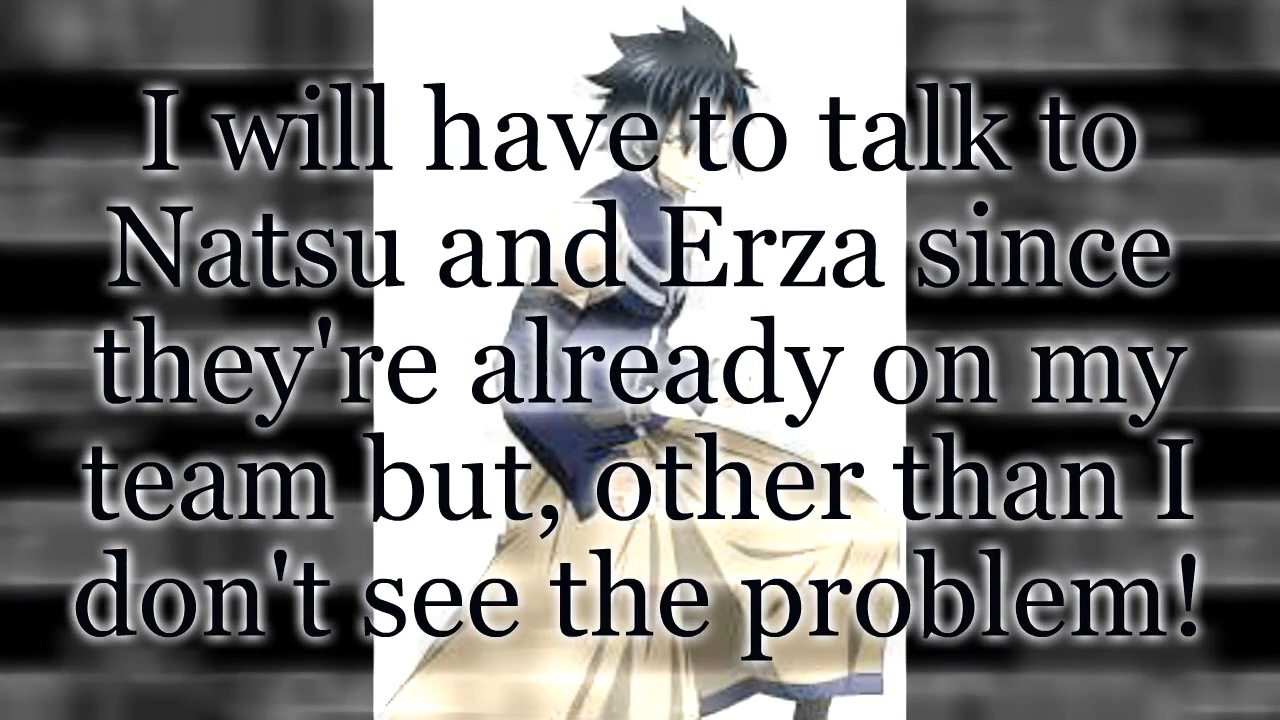 I will have to talk to
Natsu and Erza since
they're already on my
team but, other than I
don't see the problem!